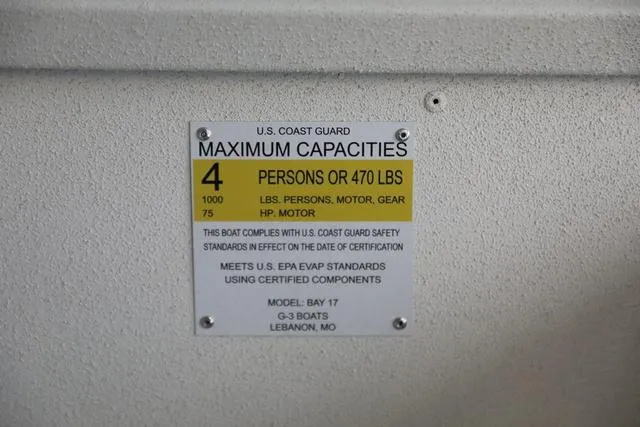 U.S. COAST GUARD
MAXIMUM CAPACITIES
4 PERSONS OR 470 LBS
1000 LBS. PERSONS, MOTOR, GEAR
75 HP. MOTOR
THIS BOAT COMPLIES WITH U.S. COAST GUARD SAFETY
STANDARDS IN EFFECT ON THE DATE OF CERTIFICATION
MEETS U.S. EPA EVAP STANDARDS
USING CERTIFIED COMPONENTS
MODEL: BAY 17
G-3 BOATS
LEBANON, MO